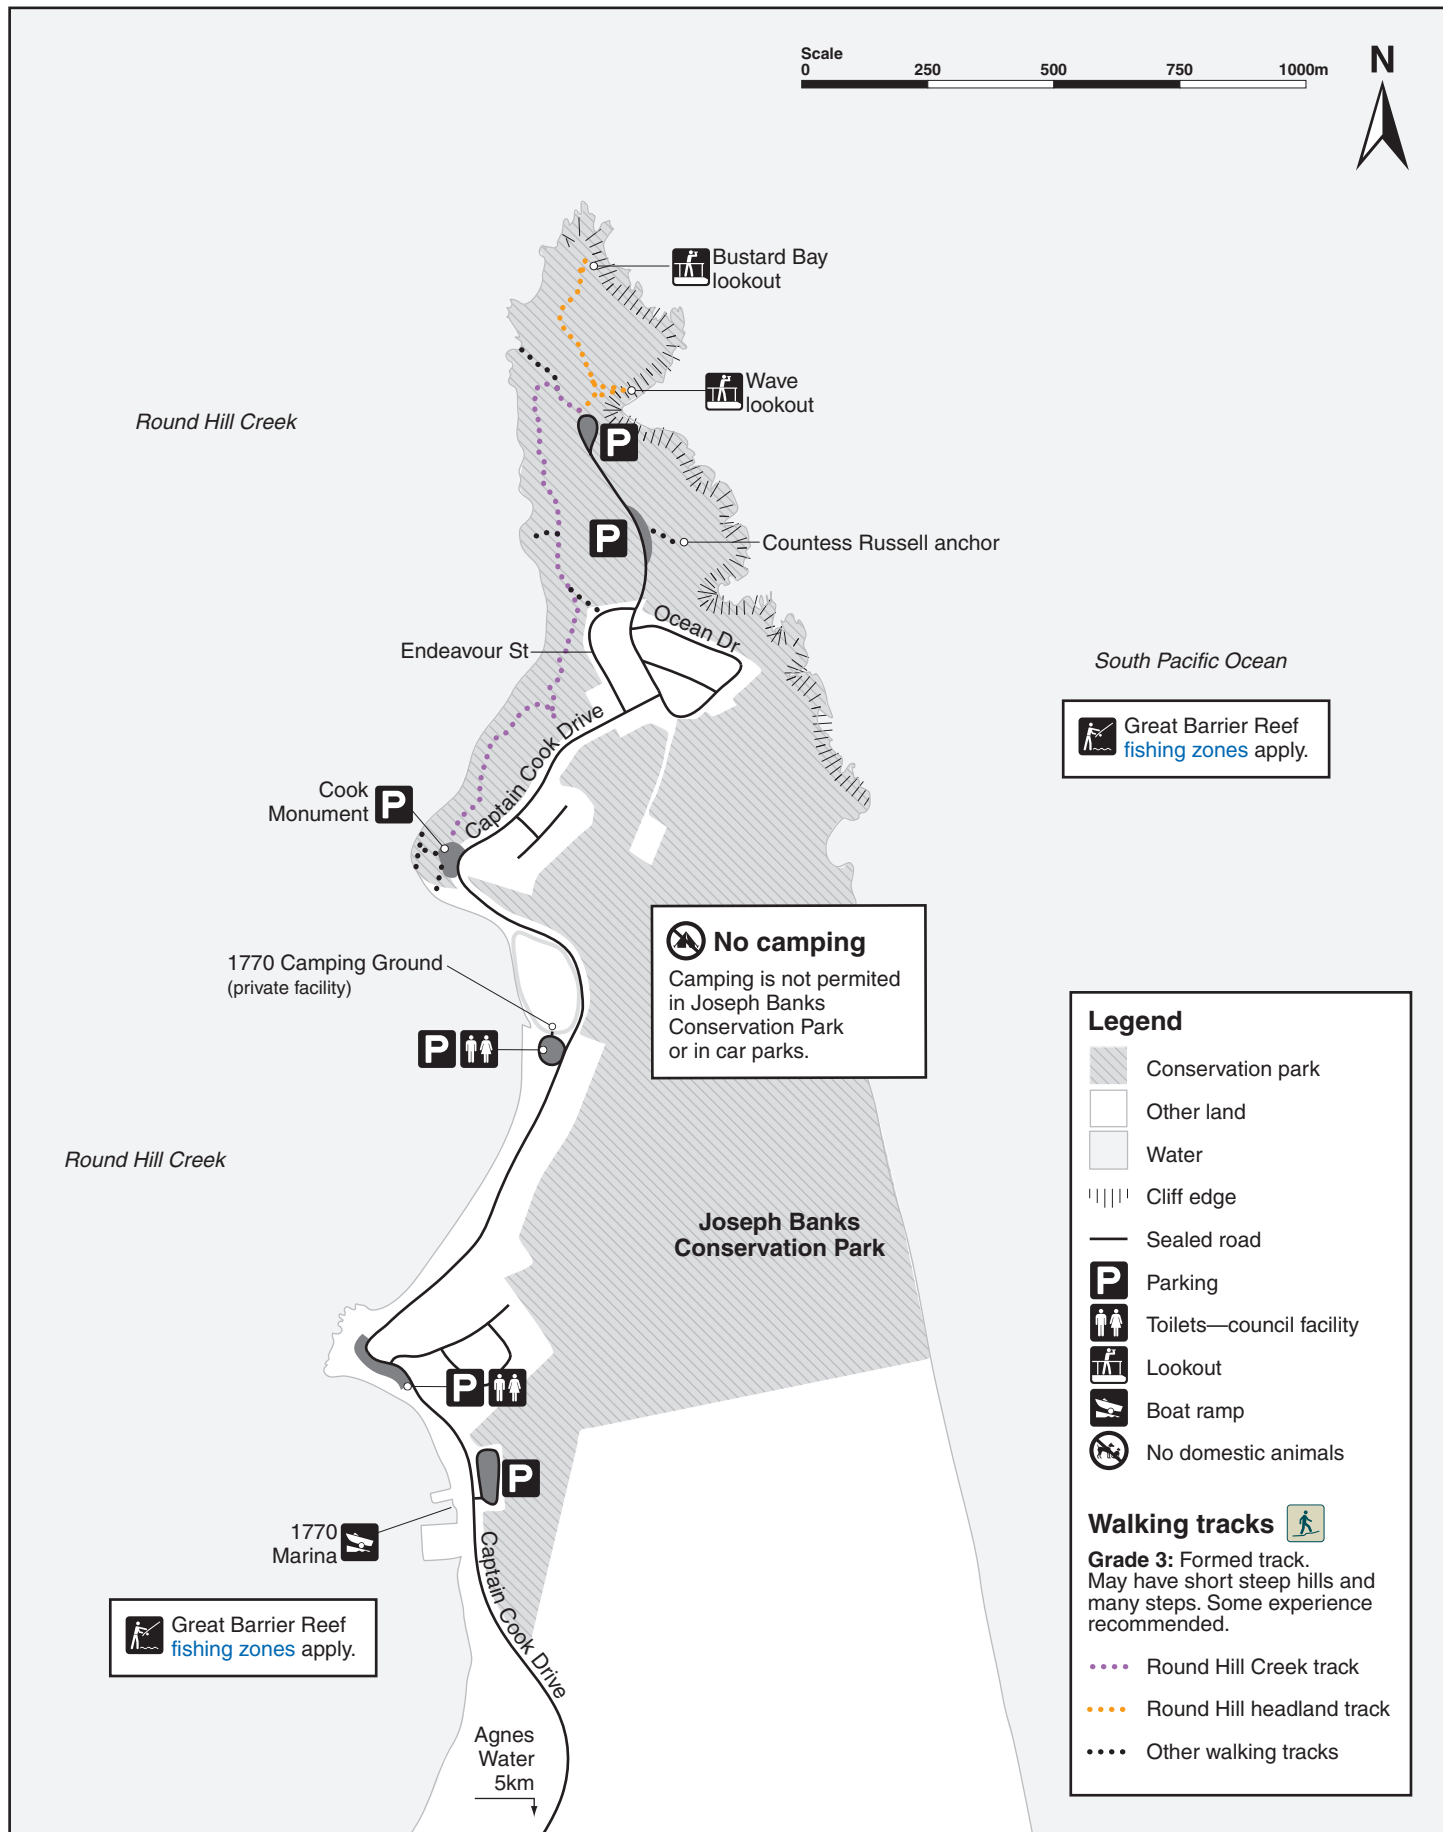 Scale
0 250 500 750 1000m
N
Bustard Bay
lookout
Wave
lookout
Round Hill Creek
P
P
Countess Russell anchor
Ocean Dr
Endeavour St
South Pacific Ocean
Great Barrier Reef
fishing zones apply.
Captain Cook Drive
Cook
Monument
P
No camping
Camping is not permited
in Joseph Banks
Conservation Park
or in car parks.
1770 Camping Ground
(private facility)
P
Round Hill Creek
Joseph Banks
Conservation Park
P
P
1770
Marina
Captain Cook Drive
Great Barrier Reef
fishing zones apply.
Agnes
Water
5km
Legend
Conservation park
Other land
Water
Cliff edge
Sealed road
P Parking
Toilets—council facility
Lookout
Boat ramp
No domestic animals
Walking tracks
Grade 3: Formed track.
May have short steep hills and
many steps. Some experience
recommended.
Round Hill Creek track
Round Hill headland track
Other walking tracks